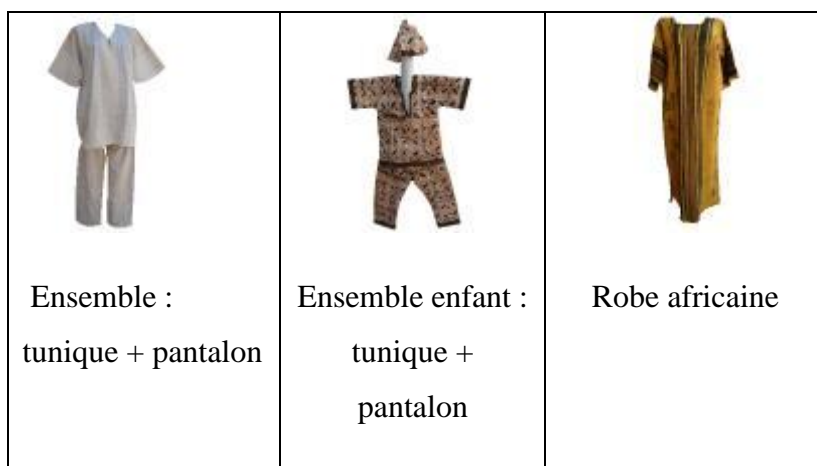 Ensemble :
tunique + pantalon
Ensemble enfant :
tunique +
pantalon
Robe africaine